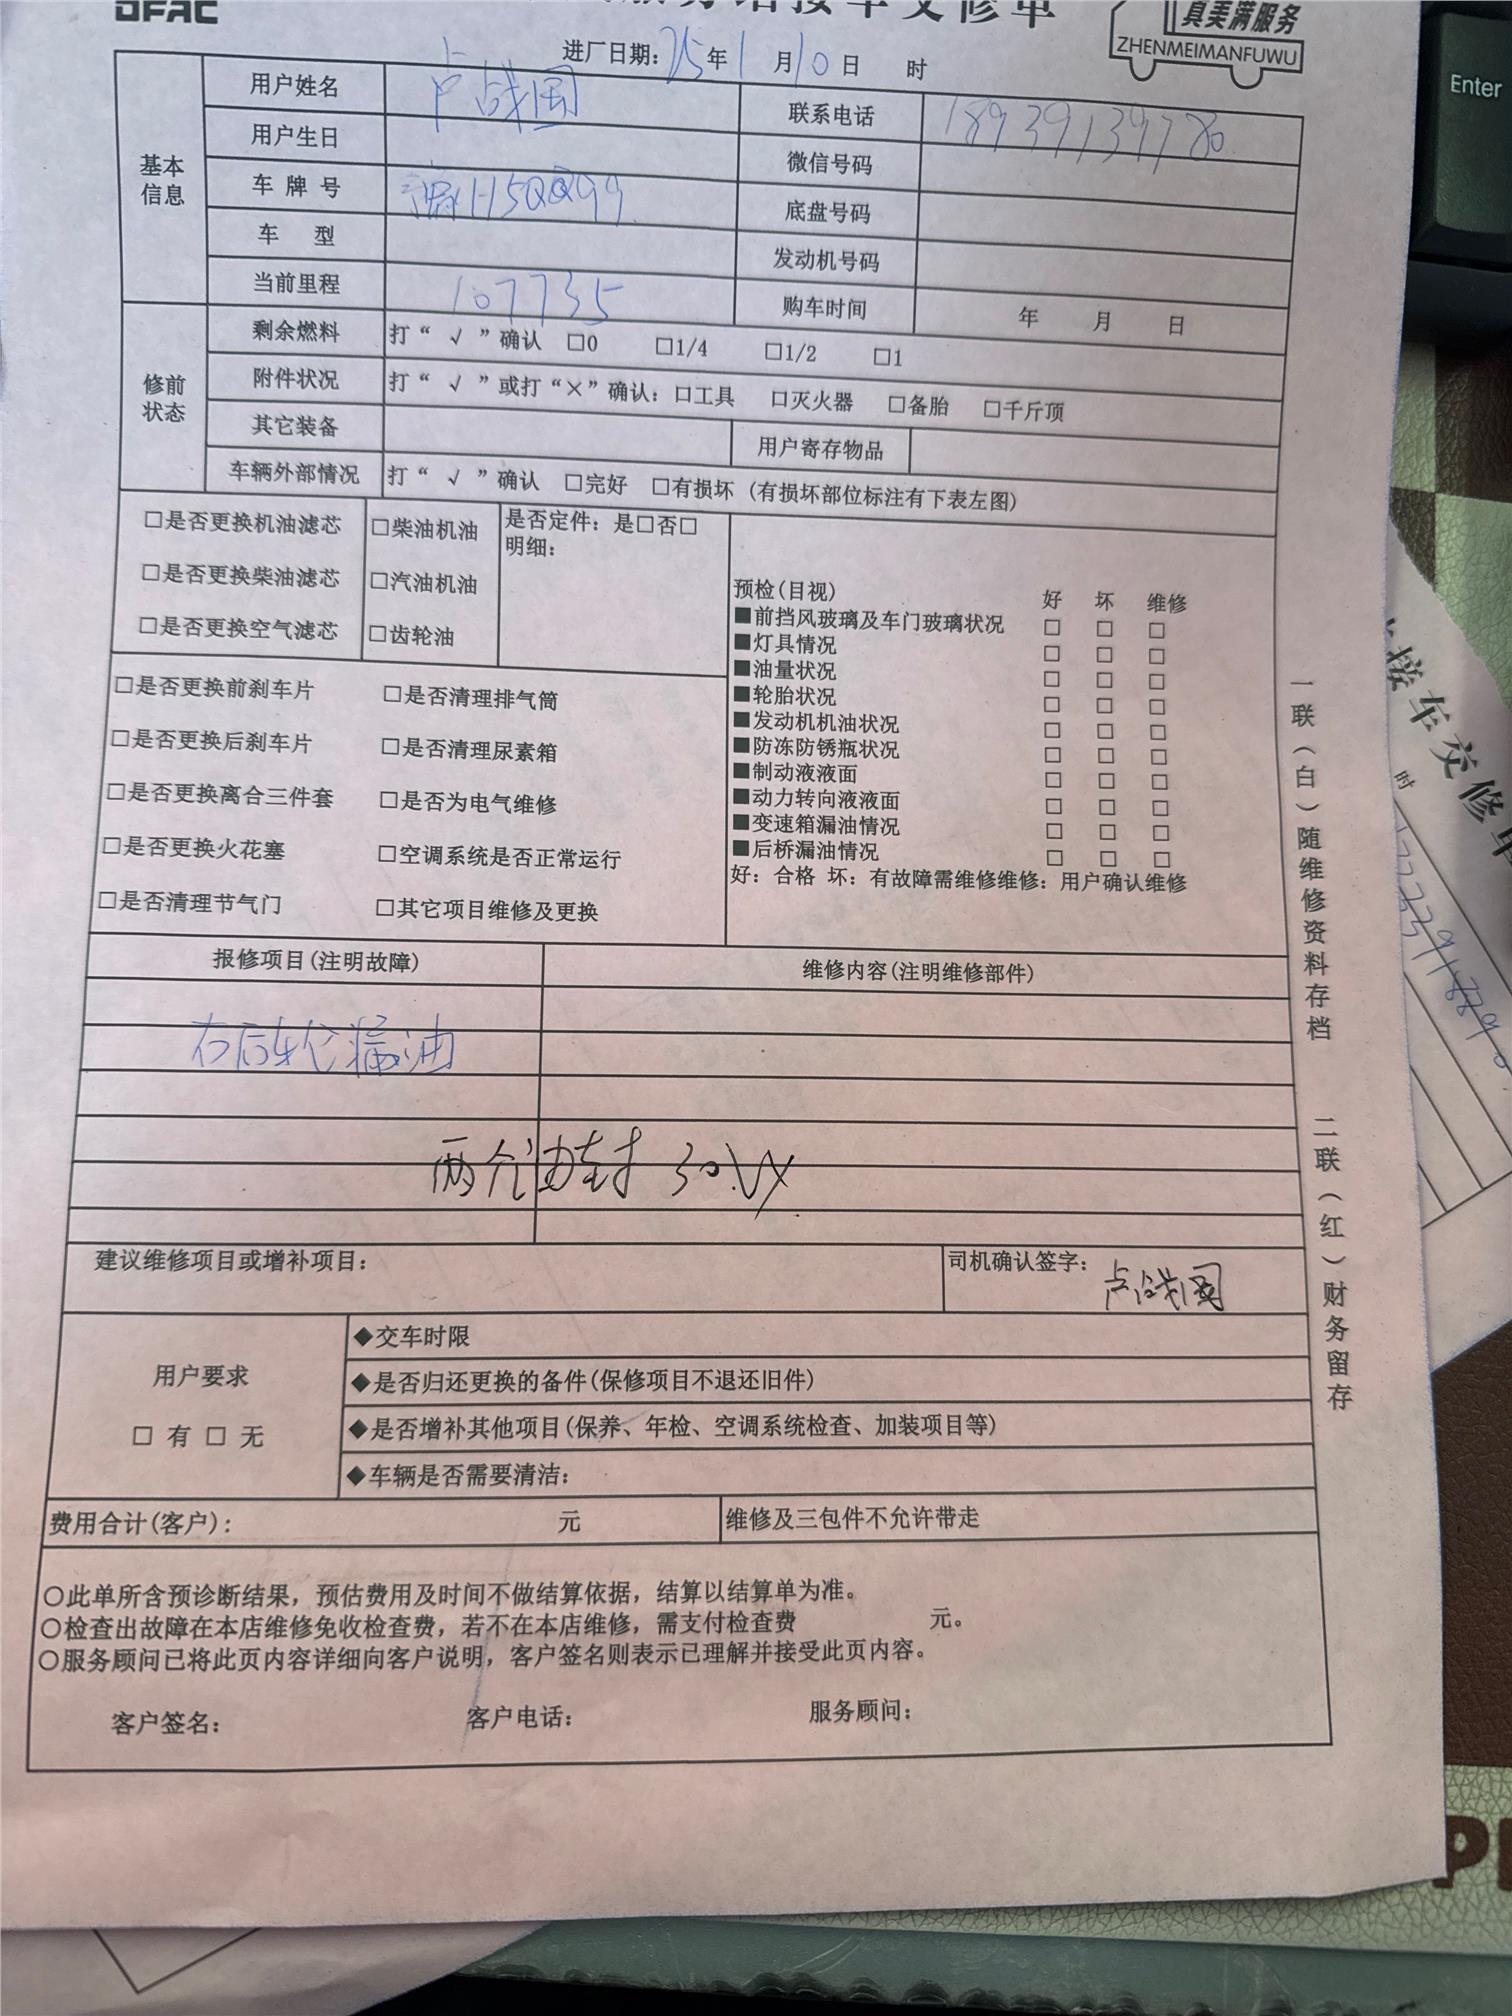 DFAC
服务站接车交修单
真美满服务
ZHENMEIMANFUWU
进厂日期: 25年1月10日 时
基本信息
用户姓名 卢战国 联系电话 18939139780
用户生日 微信号码
车牌号 豫H15QQ99 底盘号码
车型 发动机号码
当前里程 107735 购车时间 年 月 日
修前状态
剩余燃料 打“√”确认 □0 □1/4 □1/2 □1
附件状况 打“√”或打“×”确认: □工具 □灭火器 □备胎 □千斤顶
其它装备 用户寄存物品
车辆外部情况 打“√”确认 □完好 □有损坏 (有损坏部位标注有下表左图)
□是否更换机油滤芯 □柴油机油 是否定件: 是□否□
明细:
□是否更换柴油滤芯 □汽油机油
□是否更换空气滤芯 □齿轮油
预检(目视) 好 坏 维修
■前挡风玻璃及车门玻璃状况 □ □ □
■灯具情况 □ □ □
■油量状况 □ □ □
■轮胎状况 □ □ □
■发动机机油状况 □ □ □
■防冻防锈瓶状况 □ □ □
■制动液液面 □ □ □
■动力转向液液面 □ □ □
■变速箱漏油情况 □ □ □
■后桥漏油情况 □ □ □
好: 合格 坏: 有故障需维修维修: 用户确认维修
□是否更换前刹车片 □是否清理排气筒
□是否更换后刹车片 □是否清理尿素箱
□是否更换离合三件套 □是否为电气维修
□是否更换火花塞 □空调系统是否正常运行
□是否清理节气门 □其它项目维修及更换
报修项目(注明故障) 维修内容(注明维修部件)
右后轮漏油
两个油封
建议维修项目或增补项目: 司机确认签字: 卢战国
用户要求
□ 有 □ 无
◆交车时限
◆是否归还更换的备件(保修项目不退还旧件)
◆是否增补其他项目(保养、年检、空调系统检查、加装项目等)
◆车辆是否需要清洁:
费用合计(客户): 元 维修及三包件不允许带走
○此单所含预诊断结果，预估费用及时间不做结算依据，结算以结算单为准。
○检查出故障在本店维修免收检查费，若不在本店维修，需支付检查费 元。
○服务顾问已将此页内容详细向客户说明，客户签名则表示已理解并接受此页内容。
客户签名: 客户电话: 服务顾问:
一联(白)随维修资料存档 二联(红)财务留存
Enter
接车交修单
时